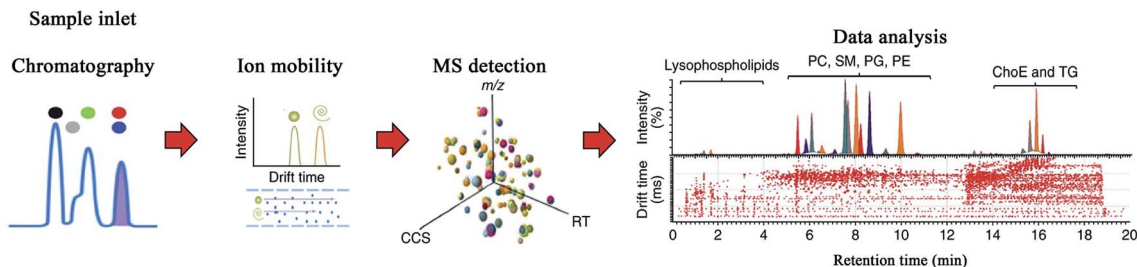 Sample inlet
Chromatography
Ion mobility
Intensity
Drift time
MS detection
m/z
CCS
RT
Data analysis
Lysophospholipids
PC, SM, PG, PE
ChoE and TG
Intensity
(%)
Drift time
(ms)
0 2 4 6 8 10 12 14 16 18 20
Retention time (min)